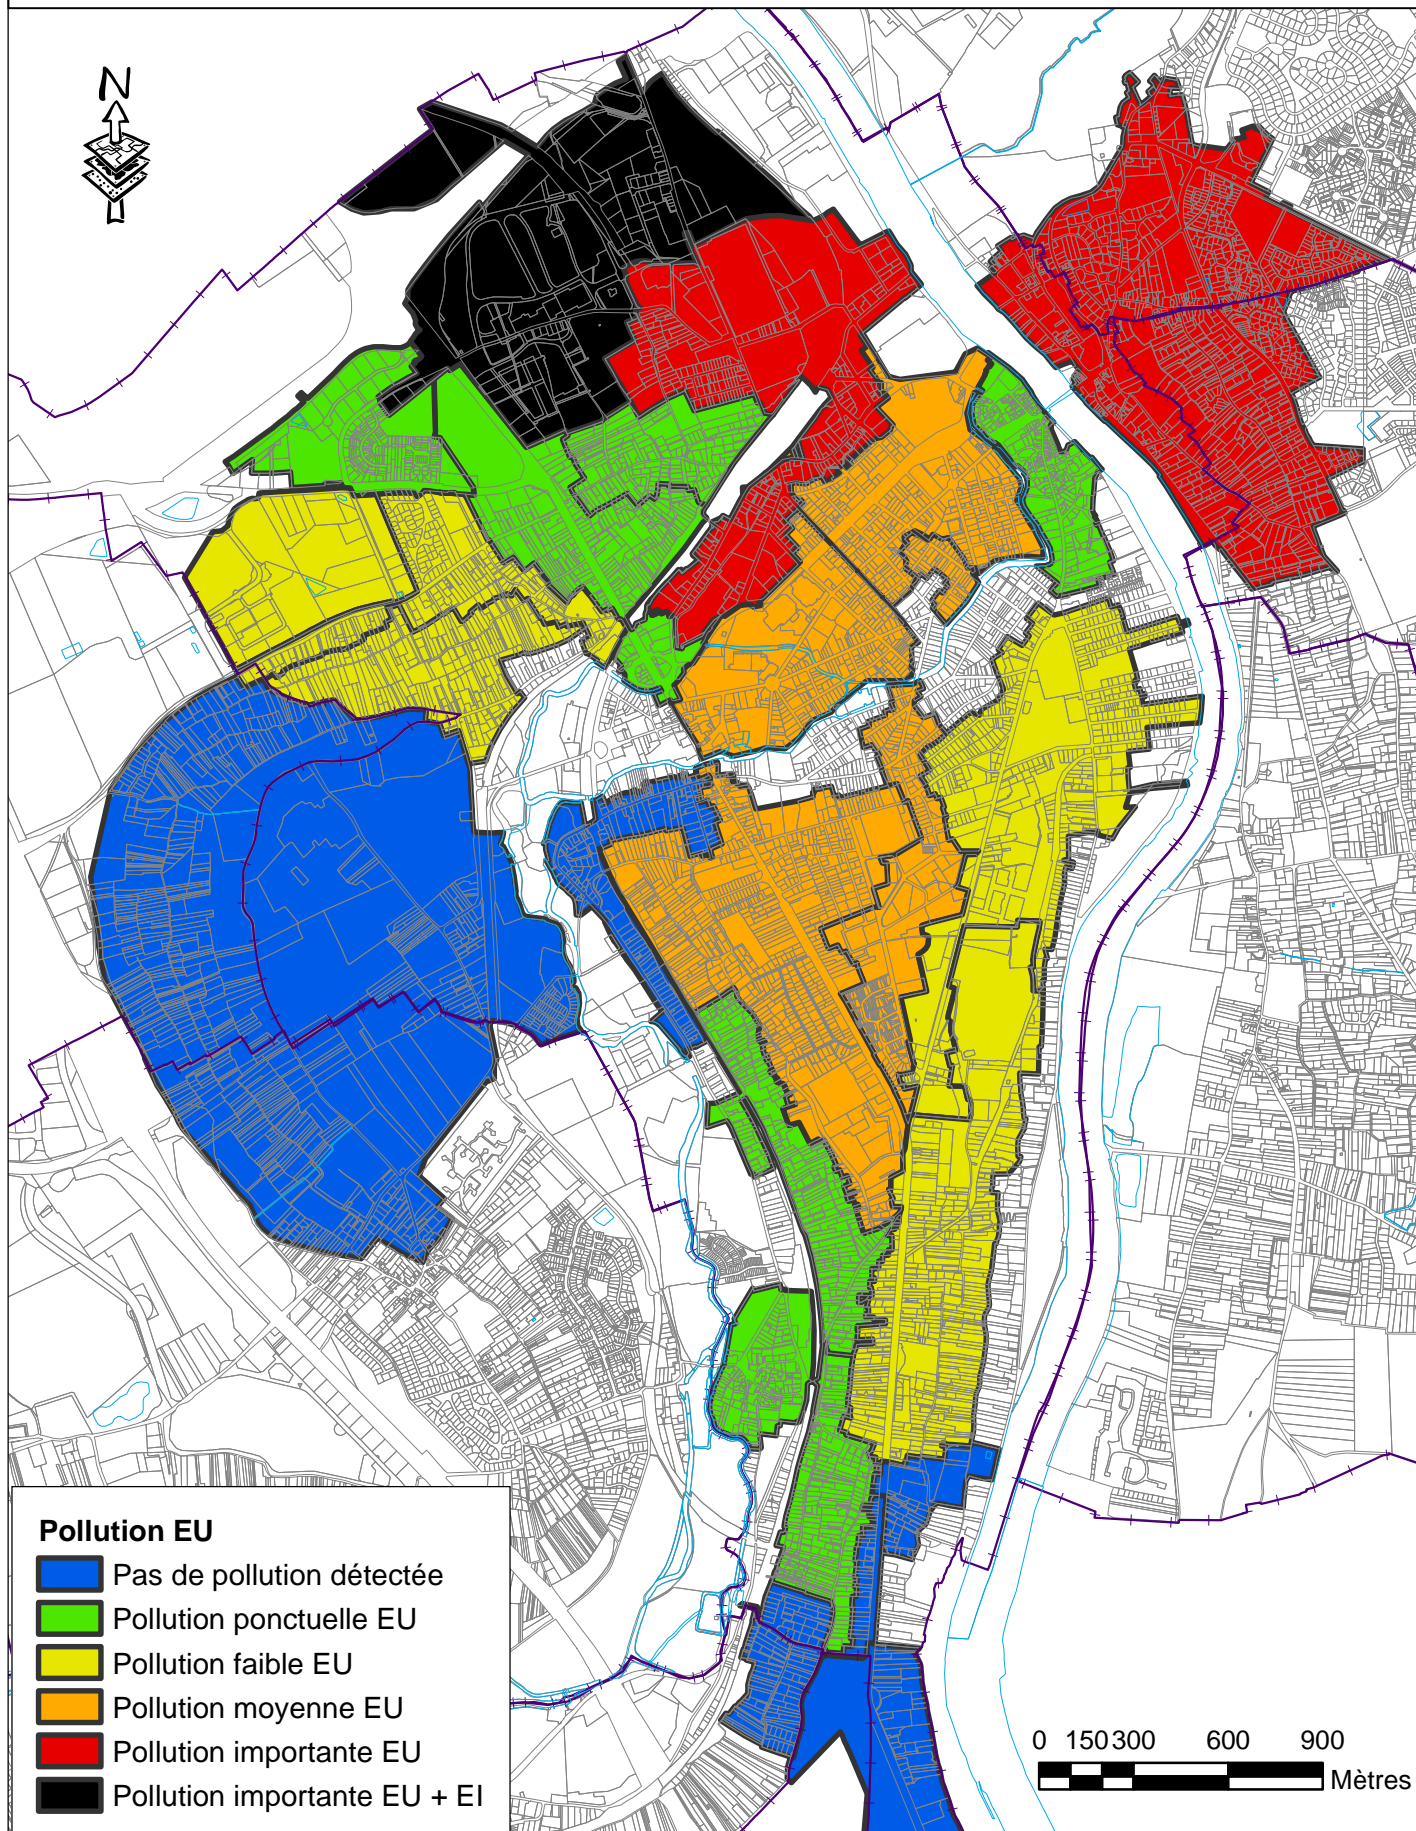 N
Pollution EU
Pas de pollution détectée
Pollution ponctuelle EU
Pollution faible EU
Pollution moyenne EU
Pollution importante EU
Pollution importante EU + EI
0 150 300 600 900
Mètres